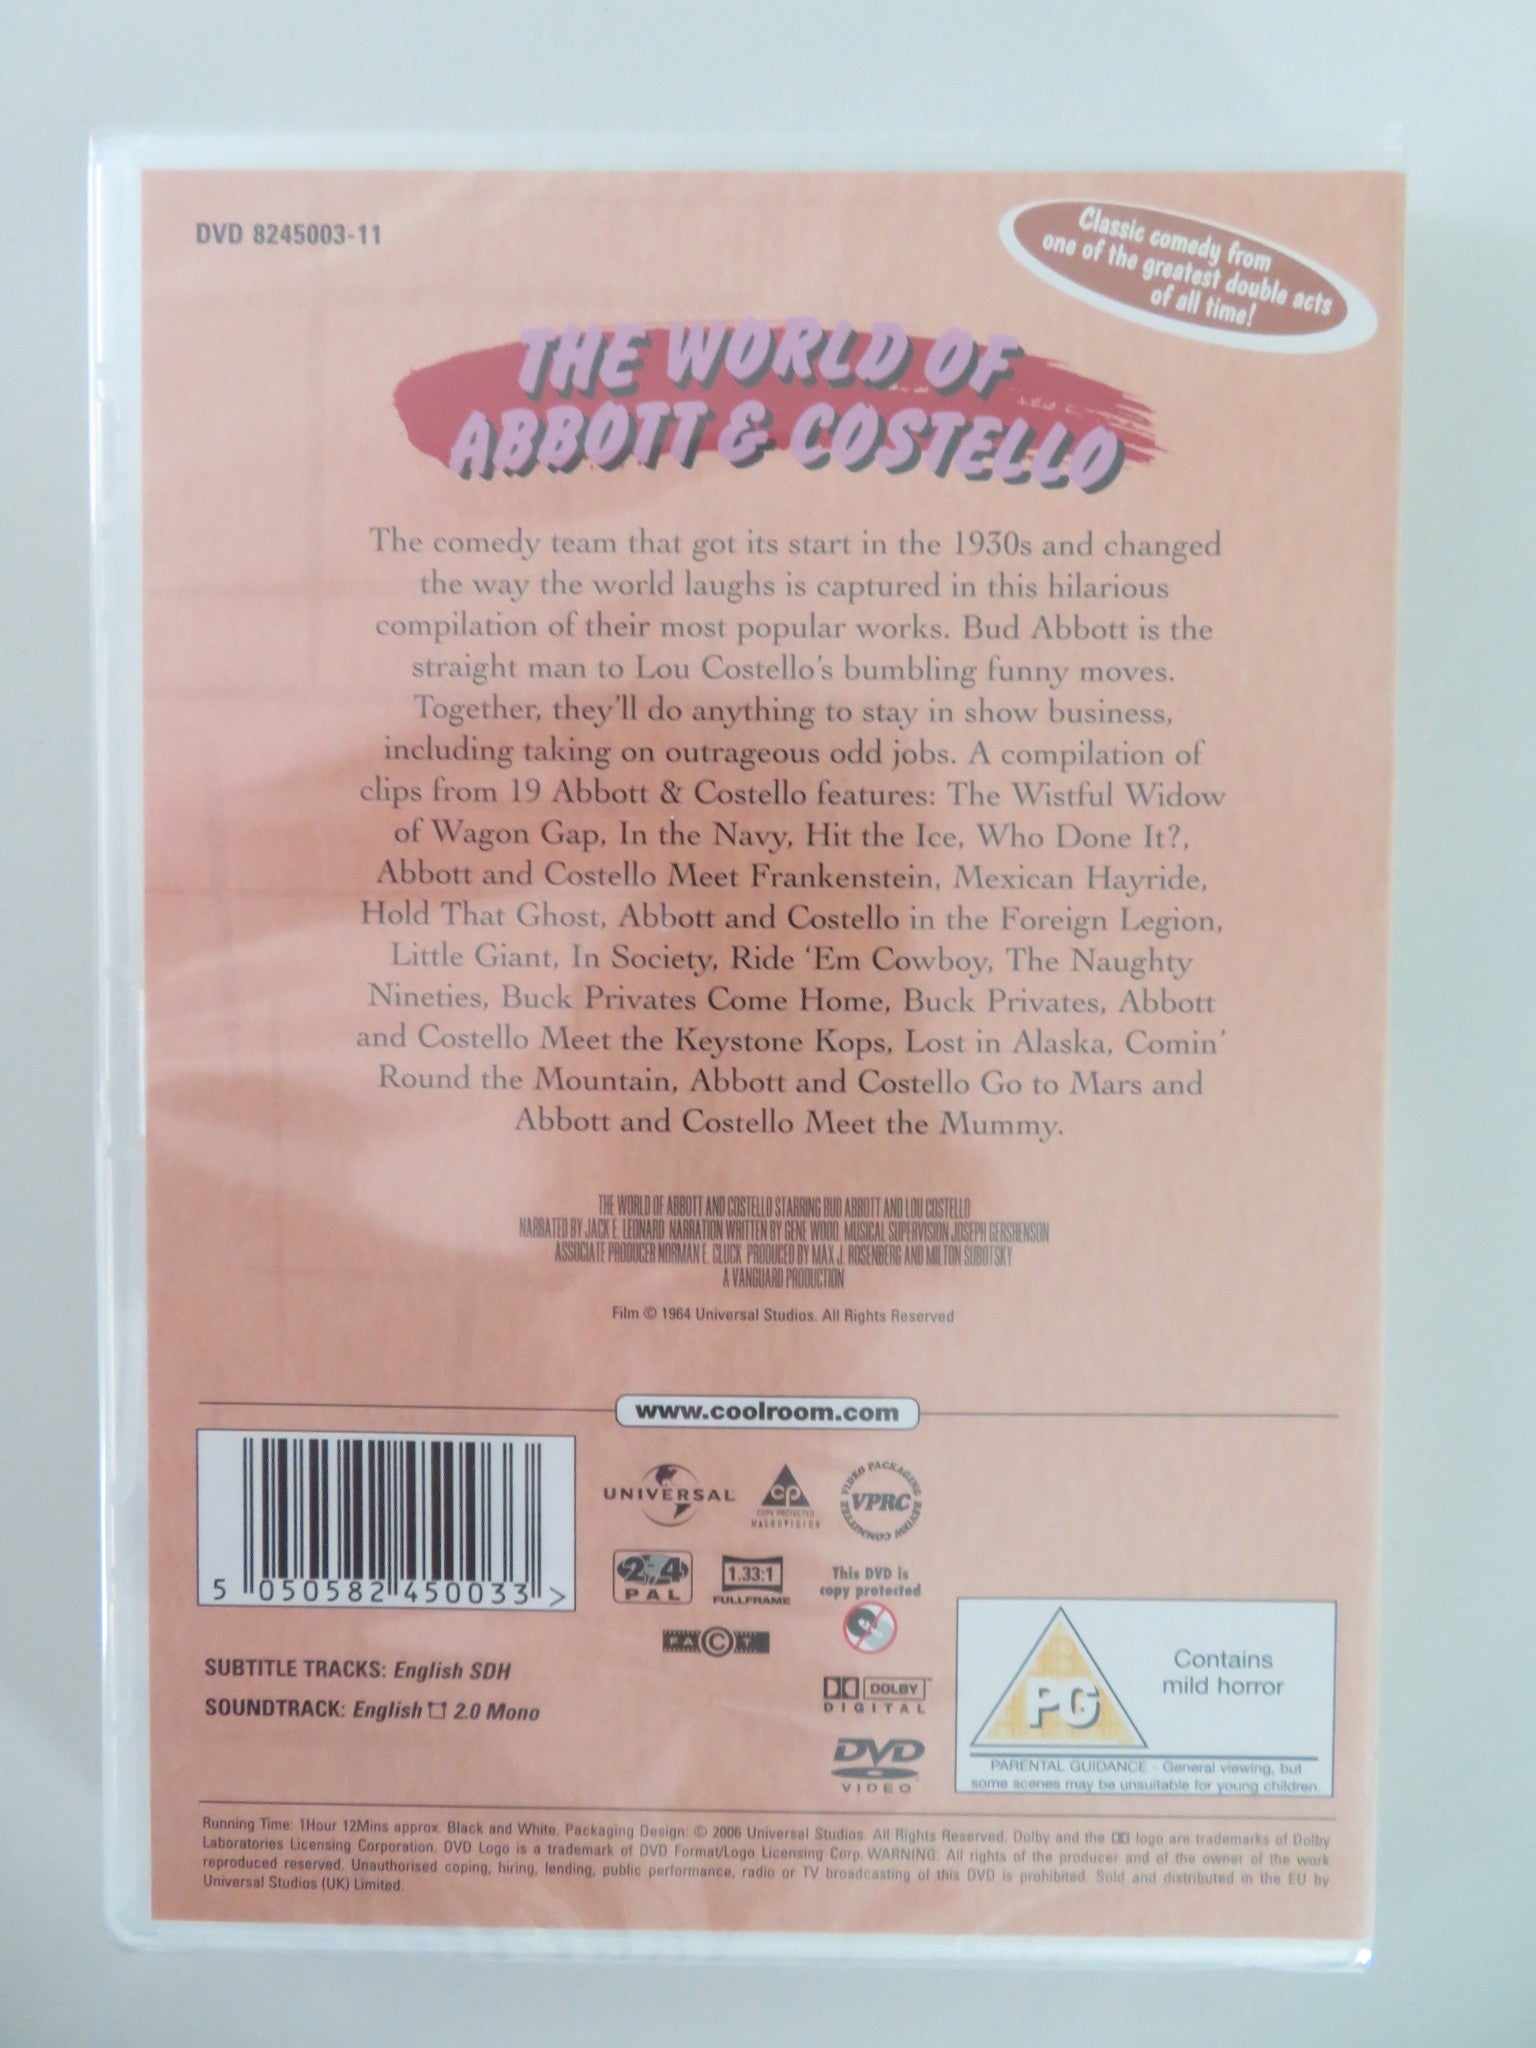 DVD 8245003-11
Classic comedy from
one of the greatest double acts
of all time!
THE WORLD OF
ABBOTT & COSTELLO
The comedy team that got its start in the 1930s and changed
the way the world laughs is captured in this hilarious
compilation of their most popular works. Bud Abbott is the
straight man to Lou Costello's bumbling funny moves.
Together, they'll do anything to stay in show business,
including taking on outrageous odd jobs. A compilation of
clips from 19 Abbott & Costello features: The Wistful Widow
of Wagon Gap, In the Navy, Hit the Ice, Who Done It?,
Abbott and Costello Meet Frankenstein, Mexican Hayride,
Hold That Ghost, Abbott and Costello in the Foreign Legion,
Little Giant, In Society, Ride 'Em Cowboy, The Naughty
Nineties, Buck Privates Come Home, Buck Privates, Abbott
and Costello Meet the Keystone Kops, Lost in Alaska, Comin'
Round the Mountain, Abbott and Costello Go to Mars and
Abbott and Costello Meet the Mummy.
THE WORLD OF ABBOTT AND COSTELLO STARRING BUD ABBOTT AND LOU COSTELLO
NARRATED BY JACK E. LEONARD NARRATION WRITTEN BY GENE WOOD. MUSICAL SUPERVISION JOSEPH GERSHENSON
ASSOCIATE PRODUCER NORMAN E. GLUCK PRODUCED BY MAX J. ROSENBERG AND MILTON SUBOTSKY
A VANGUARD PRODUCTION
Film © 1964 Universal Studios. All Rights Reserved
www.coolroom.com
5 050582 450033 >
UNIVERSAL
CP
COPY PROTECTED
MACROVISION
VIDEO PACKAGING REVIEW COMMITTEE
VPRC
2,4
PAL
1.33:1
FULLFRAME
This DVD is
copy protected
FACT
DOLBY
DIGITAL
DVD
VIDEO
SUBTITLE TRACKS: English SDH
SOUNDTRACK: English 2.0 Mono
PG
Contains
mild horror
PARENTAL GUIDANCE - General viewing, but
some scenes may be unsuitable for young children.
Running Time: 1Hour 12Mins approx. Black and White. Packaging Design: © 2006 Universal Studios. All Rights Reserved. Dolby and the DD logo are trademarks of Dolby
Laboratories Licensing Corporation. DVD Logo is a trademark of DVD Format/Logo Licensing Corp. WARNING: All rights of the producer and of the owner of the work
reproduced reserved. Unauthorised coping, hiring, lending, public performance, radio or TV broadcasting of this DVD is prohibited. Sold and distributed in the EU by
Universal Studios (UK) Limited.